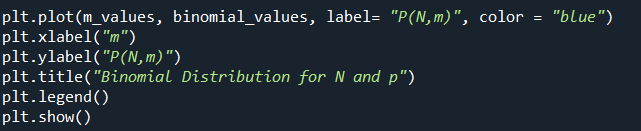 plt.plot(m_values, binomial_values, label= "P(N,m)", color = "blue")
plt.xlabel("m")
plt.ylabel("P(N,m)")
plt.title("Binomial Distribution for N and p")
plt.legend()
plt.show()